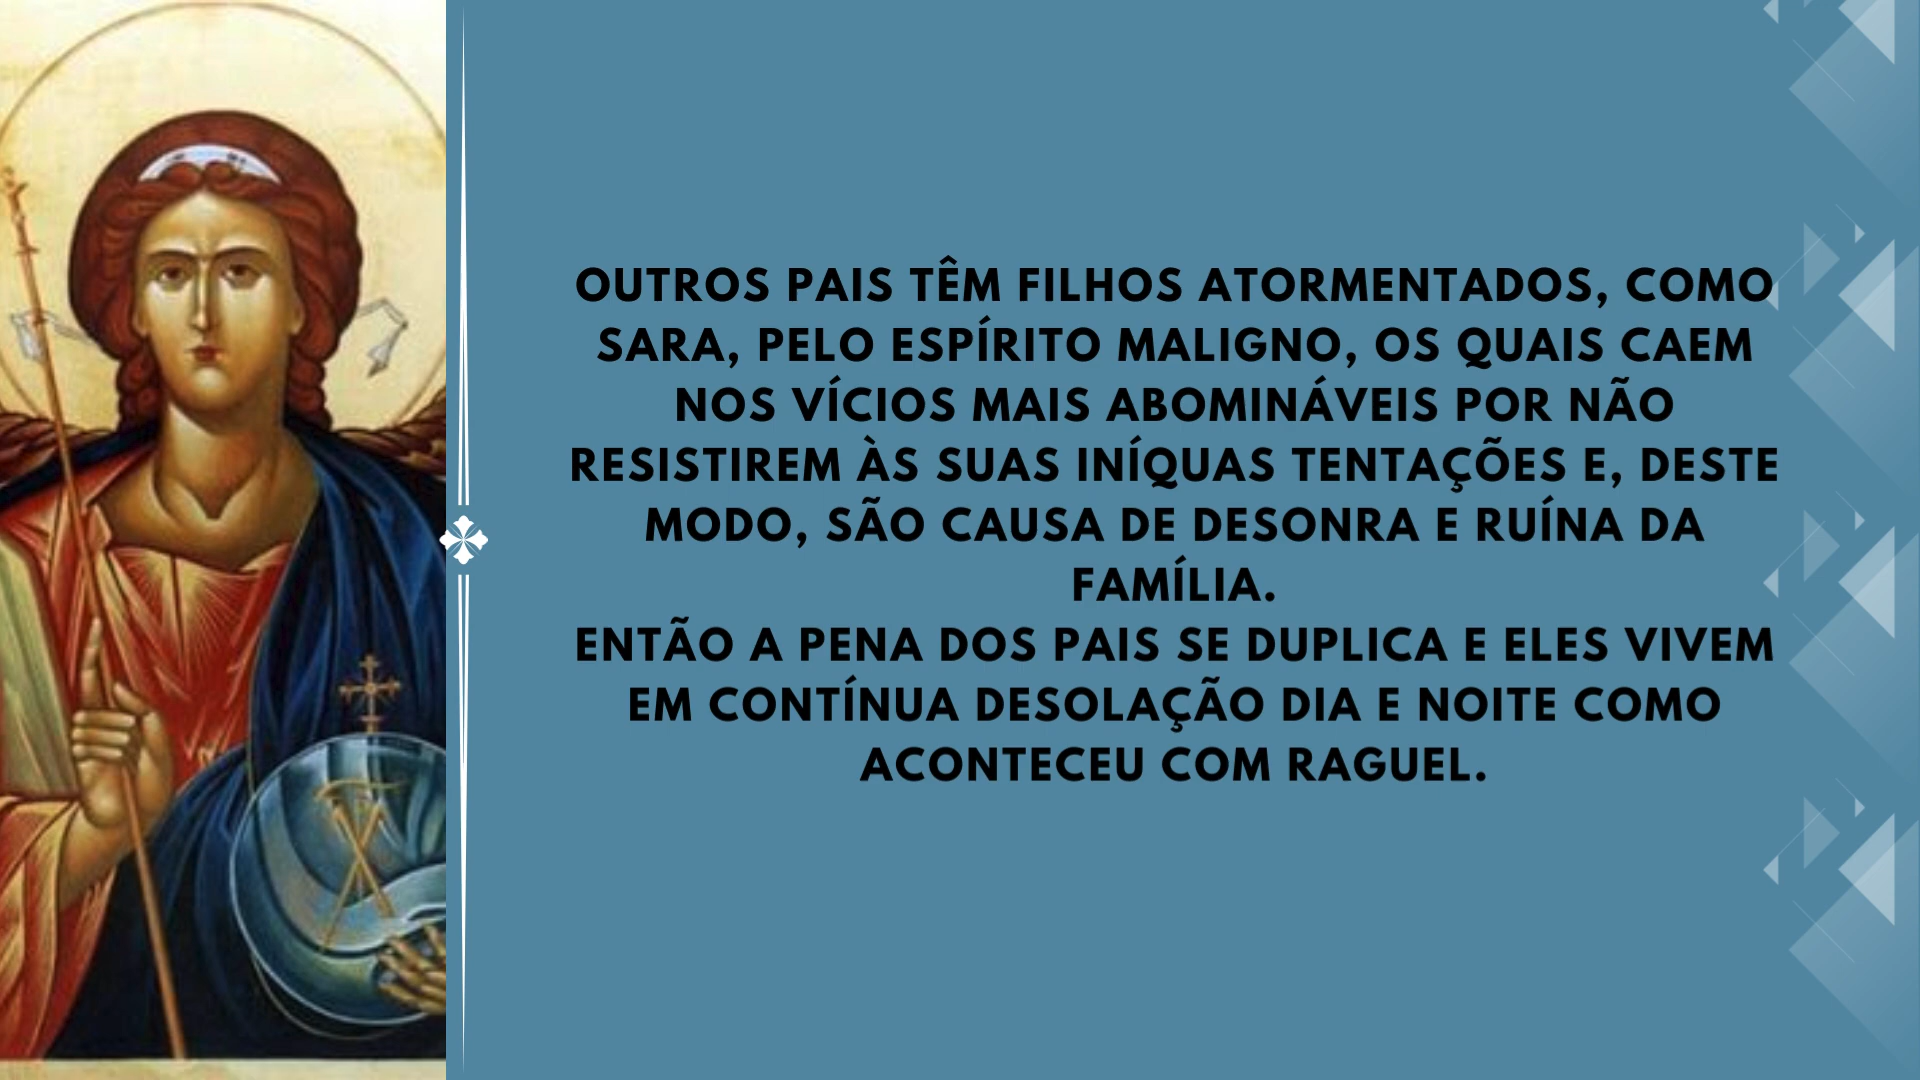 OUTROS PAIS TÊM FILHOS ATORMENTADOS, COMO
SARA, PELO ESPÍRITO MALIGNO, OS QUAIS CAEM
NOS VÍCIOS MAIS ABOMINÁVEIS POR NÃO
RESISTIREM ÀS SUAS INÍQUAS TENTAÇÕES E, DESTE
MODO, SÃO CAUSA DE DESONRA E RUÍNA DA
FAMÍLIA.
ENTÃO A PENA DOS PAIS SE DUPLICA E ELES VIVEM
EM CONTÍNUA DESOLAÇÃO DIA E NOITE COMO
ACONTECEU COM RAGUEL.